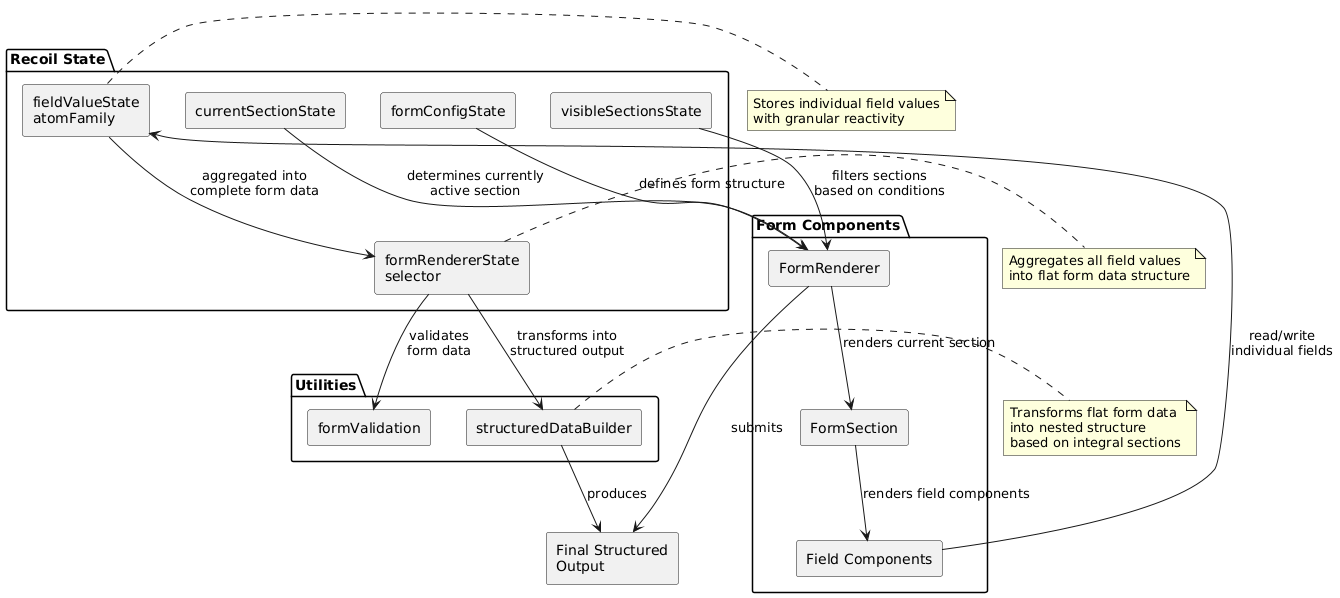 Recoil State
fieldValueState
atomFamily
currentSectionState
formConfigState
visibleSectionsState
Stores individual field values
with granular reactivity
aggregated into
complete form data
determines currently
active section
defines form structure
filters sections
based on conditions
formRendererState
selector
Form Components
FormRenderer
Aggregates all field values
into flat form data structure
validates
form data
transforms into
structured output
renders current section
read/write
individual fields
Utilities
formValidation
structuredDataBuilder
submits
FormSection
Transforms flat form data
into nested structure
based on integral sections
produces
renders field components
Final Structured
Output
Field Components